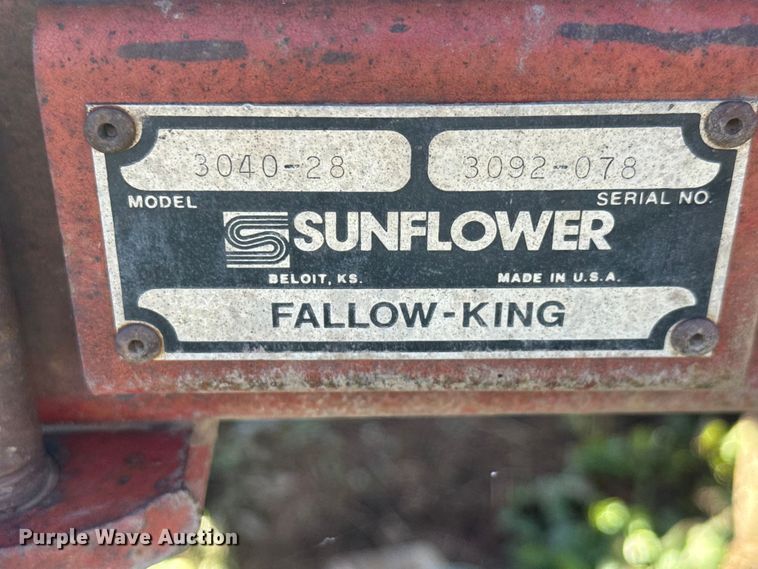 3040-28 3092-078
MODEL SERIAL NO.
SUNFLOWER
BELOIT, KS. MADE IN U.S.A.
FALLOW-KING
Purple Wave Auction